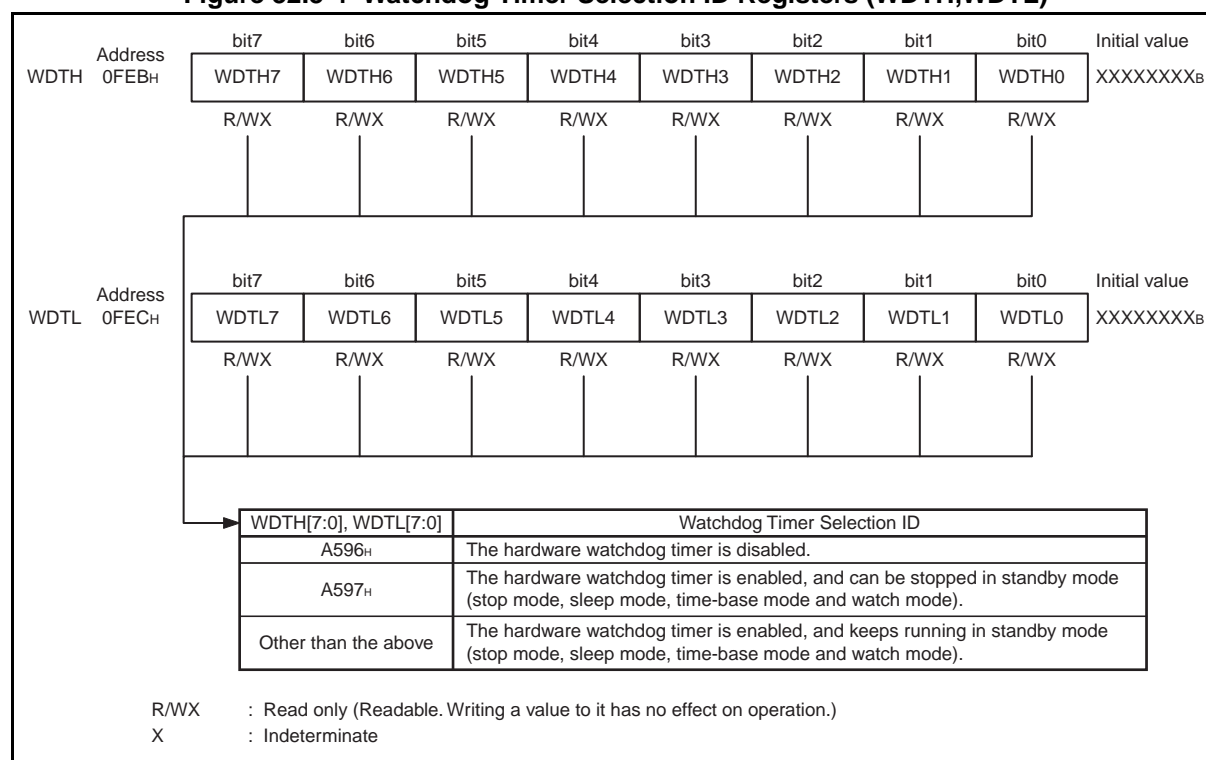 Figure 32.3-4 Watchdog Timer Selection ID Registers (WDTH,WDTL)
Address bit7 bit6 bit5 bit4 bit3 bit2 bit1 bit0 Initial value
WDTH 0FEBH WDTH7 WDTH6 WDTH5 WDTH4 WDTH3 WDTH2 WDTH1 WDTH0 XXXXXXXXB
R/WX R/WX R/WX R/WX R/WX R/WX R/WX R/WX
Address bit7 bit6 bit5 bit4 bit3 bit2 bit1 bit0 Initial value
WDTL 0FECH WDTL7 WDTL6 WDTL5 WDTL4 WDTL3 WDTL2 WDTL1 WDTL0 XXXXXXXXB
R/WX R/WX R/WX R/WX R/WX R/WX R/WX R/WX
WDTH[7:0], WDTL[7:0] Watchdog Timer Selection ID
A596H The hardware watchdog timer is disabled.
A597H The hardware watchdog timer is enabled, and can be stopped in standby mode
(stop mode, sleep mode, time-base mode and watch mode).
Other than the above The hardware watchdog timer is enabled, and keeps running in standby mode
(stop mode, sleep mode, time-base mode and watch mode).
R/WX : Read only (Readable. Writing a value to it has no effect on operation.)
X : Indeterminate